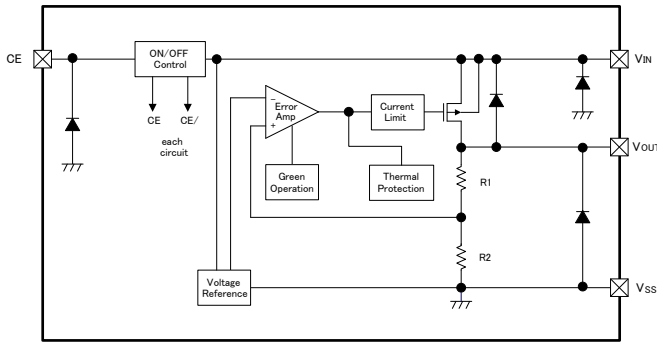 CE
ON/OFF
Control
VIN
CE
CE/
each
circuit
−
Error
Amp
+
Current
Limit
Green
Operation
Thermal
Protection
VOUT
R1
R2
Voltage
Reference
VSS